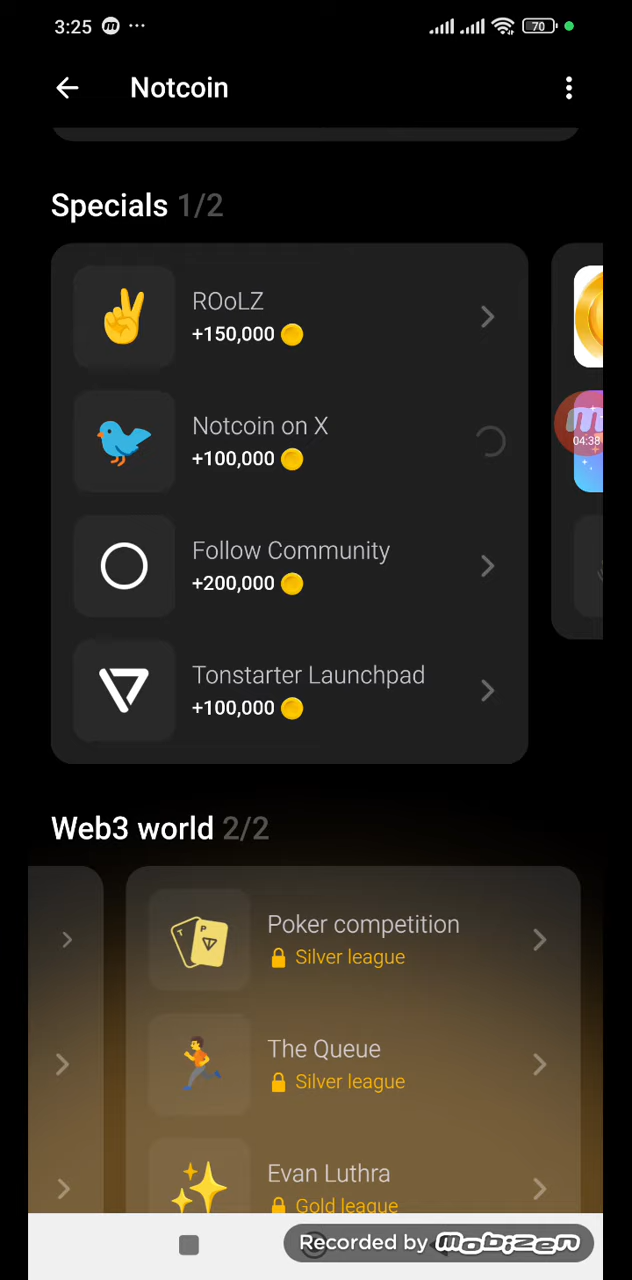 3:25
70
Notcoin
Specials 1/2
ROoLZ
+150,000
Notcoin on X
+100,000
04:38
Follow Community
+200,000
Tonstarter Launchpad
+100,000
Web3 world 2/2
T P
Poker competition
Silver league
The Queue
Silver league
Evan Luthra
Gold league
Recorded by mobizen